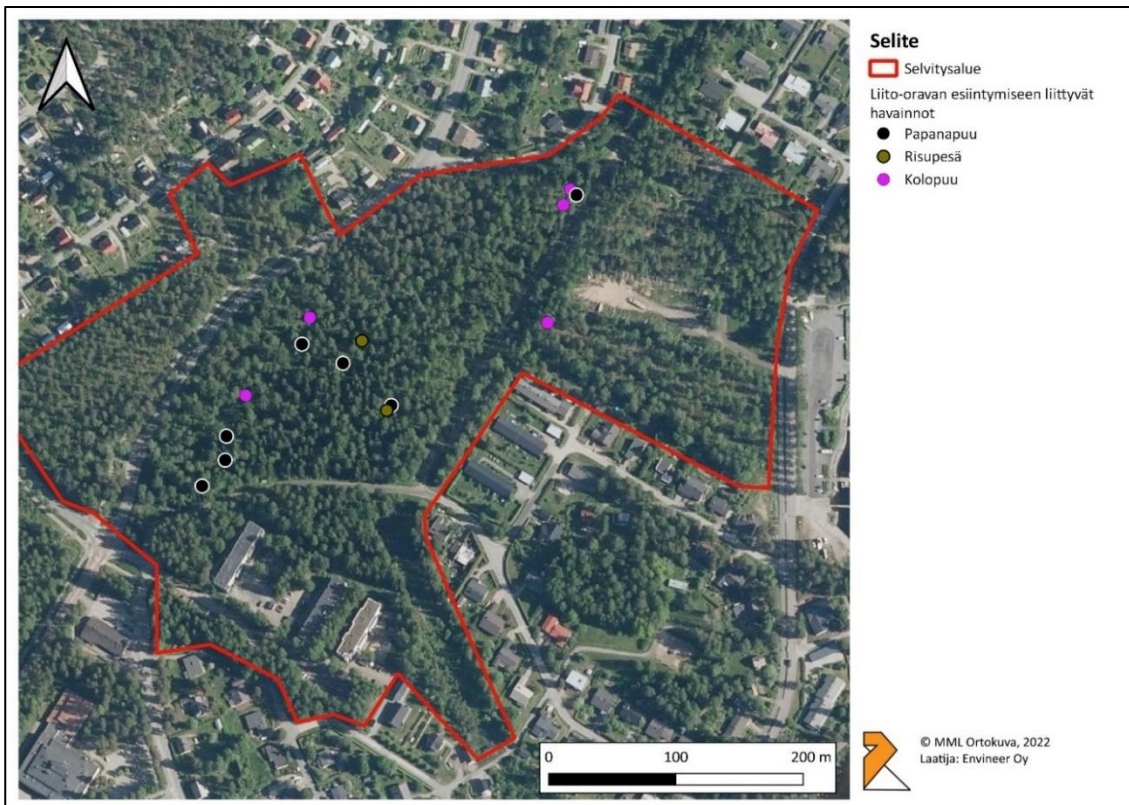 Selite
Selvitysalue
Liito-oravan esiintymiseen liittyvät
havainnot
Papanapuu
Risupesä
Kolopuu
0 100 200 m
© MML Ortokuva, 2022
Laatija: Envineer Oy